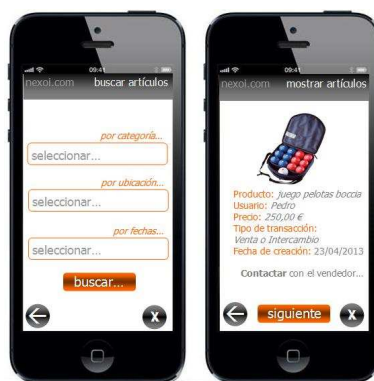 09:41
nexoi.com buscar artículos
por categoría...
seleccionar...
por ubicación...
seleccionar...
por fechas...
seleccionar...
buscar...
x
09:41
nexoi.com mostrar artículos
Producto: juego pelotas boccia
Usuario: Pedro
Precio: 250,00 €
Tipo de transacción:
Venta o Intercambio
Fecha de creación: 23/04/2013
Contactar con el vendedor...
siguiente
x